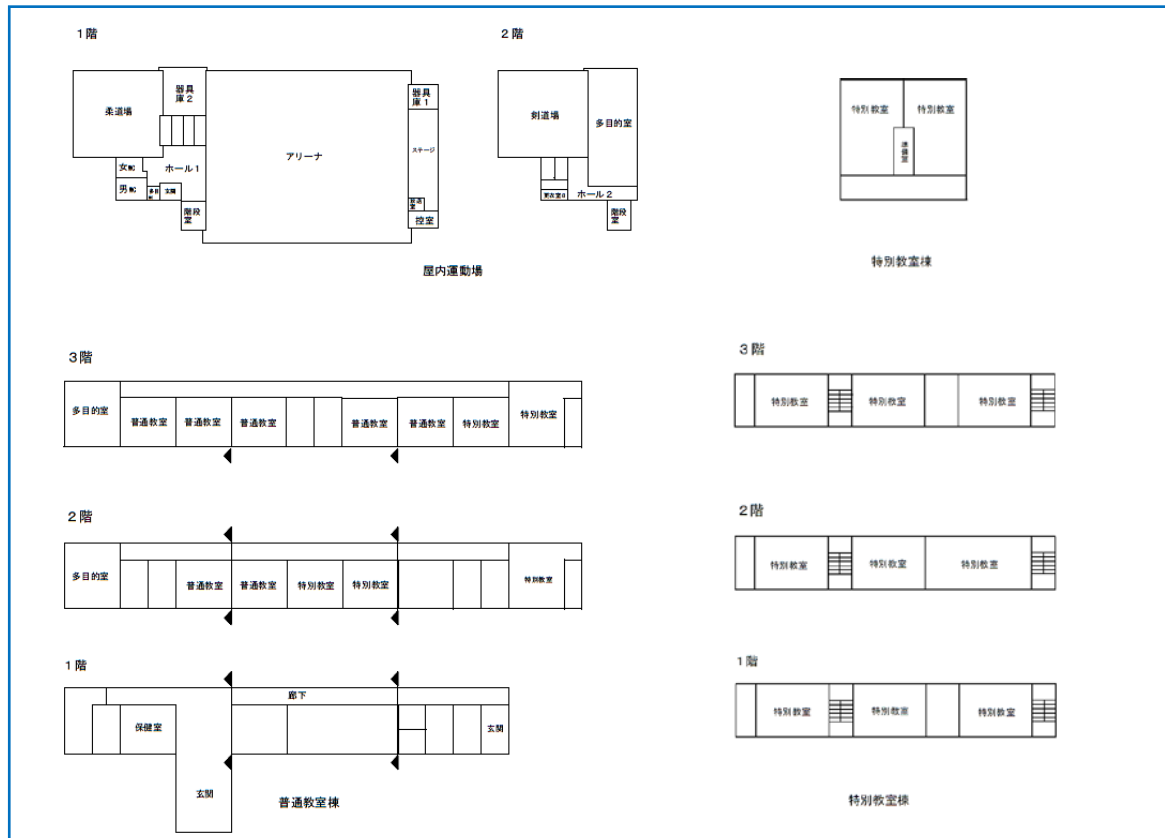 1階
2階
柔道場
器具
庫2
器具
庫1
アリーナ
ステージ
女
ホール1
男
玄関
階段
室
控室
剣道場
多目的室
ホール2
階段
室
屋内運動場
特別教室
特別教室
準備室
特別教室棟
3階
多目的室
普通教室
普通教室
普通教室
普通教室
普通教室
特別教室
特別教室
2階
多目的室
普通教室
普通教室
特別教室
特別教室
特別教室
1階
廊下
保健室
玄関
玄関
普通教室棟
3階
特別教室
特別教室
特別教室
2階
特別教室
特別教室
特別教室
1階
特別教室
特別教室
特別教室
特別教室棟